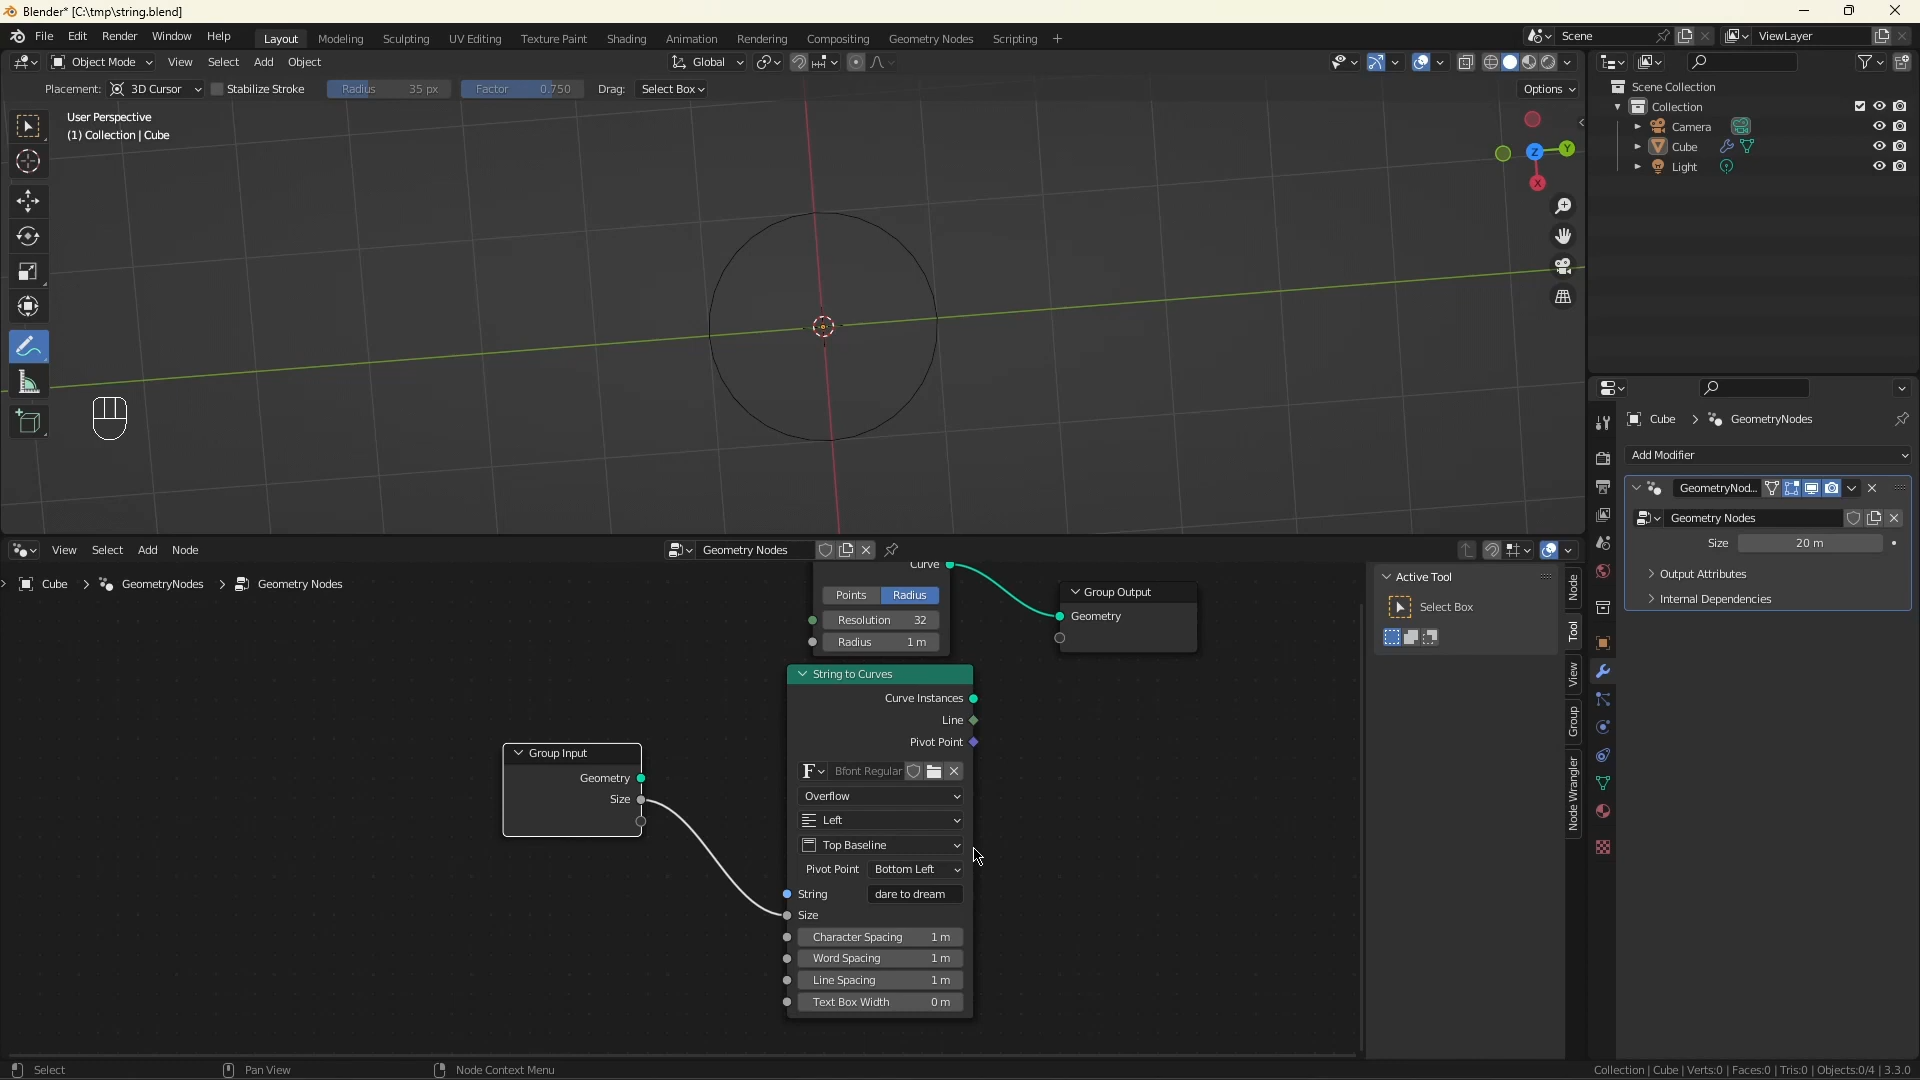 Blender* [C:\tmp\string.blend]
File Edit Render Window Help Layout Modeling Sculpting UV Editing Texture Paint Shading Animation Rendering Compositing Geometry Nodes Scripting + Scene ViewLayer
Object Mode View Select Add Object Global
Placement: 3D Cursor Stabilize Stroke Radius 35 px Factor 0.750 Drag: Select Box Options
User Perspective
(1) Collection | Cube
Z Y X
Scene Collection
Collection
Camera
Cube
Light
Cube > GeometryNodes
Add Modifier
GeometryNod...
Geometry Nodes
Size 20 m
Output Attributes
Internal Dependencies
View Select Add Node Geometry Nodes
Cube > GeometryNodes > Geometry Nodes
Curve
Points Radius
Resolution 32
Radius 1 m
Group Output
Geometry
String to Curves
Curve Instances
Line
Pivot Point
F Bfont Regular
Overflow
Left
Top Baseline
Pivot Point Bottom Left
String dare to dream
Size
Character Spacing 1 m
Word Spacing 1 m
Line Spacing 1 m
Text Box Width 0 m
Group Input
Geometry
Size
Active Tool
Select Box
Node
Tool
View
Group
Node Wrangler
Select Pan View Node Context Menu Collection | Cube | Verts:0 | Faces:0 | Tris:0 | Objects:0/4 | 3.3.0